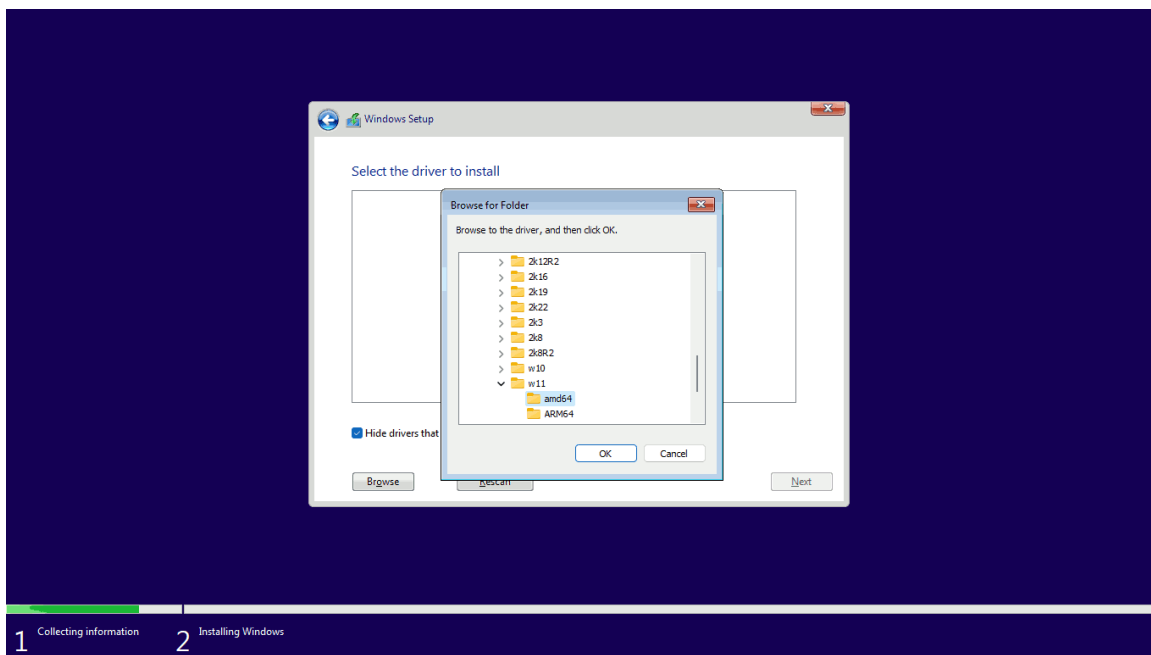 Windows Setup
Select the driver to install
Browse for Folder
Browse to the driver, and then click OK.
2k12R2
2k16
2k19
2k22
2k3
2k8
2k8R2
w10
w11
amd64
ARM64
Hide drivers that
OK Cancel
Browse Rescan Next
1 Collecting information 2 Installing Windows